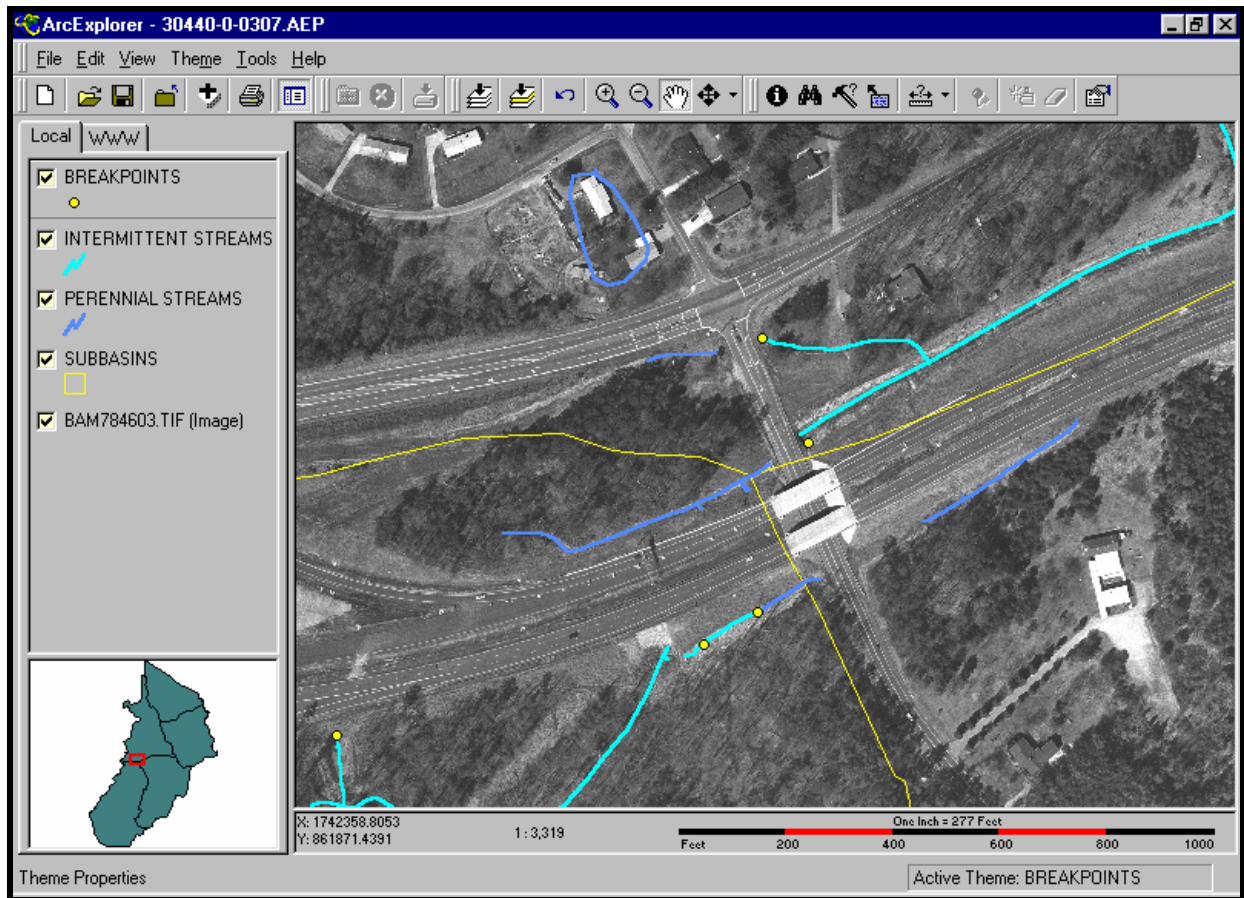 ArcExplorer - 30440-0-0307.AEP
File Edit View Theme Tools Help
Local WWW
BREAKPOINTS
INTERMITTENT STREAMS
PERENNIAL STREAMS
SUBBASINS
BAM784603.TIF (Image)
X: 1742358.8053
Y: 861871.4391
1 : 3,319
One Inch = 277 Feet
Feet 200 400 600 800 1000
Theme Properties
Active Theme: BREAKPOINTS